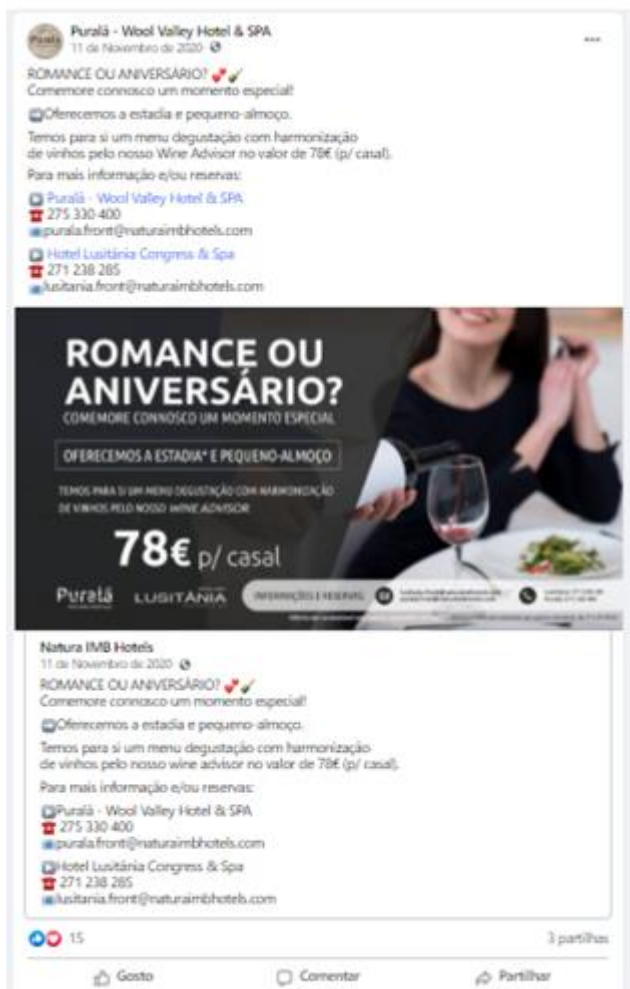 Puralã - Wool Valley Hotel & SPA
11 de Novembro de 2020
ROMANCE OU ANIVERSÁRIO?
Comemore connosco um momento especial!
Oferecemos a estadia e pequeno-almoço.
Temos para si um menu degustação com harmonização
de vinhos pelo nosso Wine Advisor no valor de 78€ (p/ casal).
Para mais informação e/ou reservas:
Puralã - Wool Valley Hotel & SPA
275 330 400
purala.front@naturaimbhotels.com
Hotel Lusitânia Congress & Spa
271 238 285
lusitania.front@naturaimbhotels.com
ROMANCE OU
ANIVERSÁRIO?
COMEMORE CONNOSCO UM MOMENTO ESPECIAL
OFERECEMOS A ESTADIA* E PEQUENO-ALMOÇO
TEMOS PARA SI UM MENU DEGUSTAÇÃO COM HARMONIZAÇÃO
DE VINHOS PELO NOSSO WINE ADVISOR
78€ p/ casal
Puralã
LUSITÂNIA
INFORMAÇÕES E RESERVAS
Natura IMB Hotels
11 de Novembro de 2020
ROMANCE OU ANIVERSÁRIO?
Comemore connosco um momento especial!
Oferecemos a estadia e pequeno-almoço.
Temos para si um menu degustação com harmonização
de vinhos pelo nosso wine advisor no valor de 78€ (p/ casal).
Para mais informação e/ou reservas:
Puralã - Wool Valley Hotel & SPA
275 330 400
purala.front@naturaimbhotels.com
Hotel Lusitânia Congress & Spa
271 238 285
lusitania.front@naturaimbhotels.com
15
3 partilhas
Gosto
Comentar
Partilhar